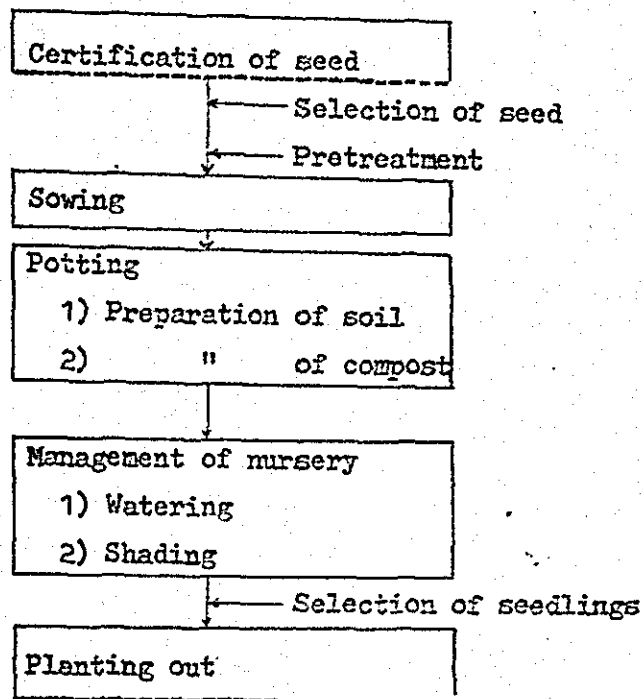 Certification of seed
Selection of seed
Pretreatment
Sowing
Potting
1) Preparation of soil
2) " of compost
Management of nursery
1) Watering
2) Shading
Selection of seedlings
Planting out